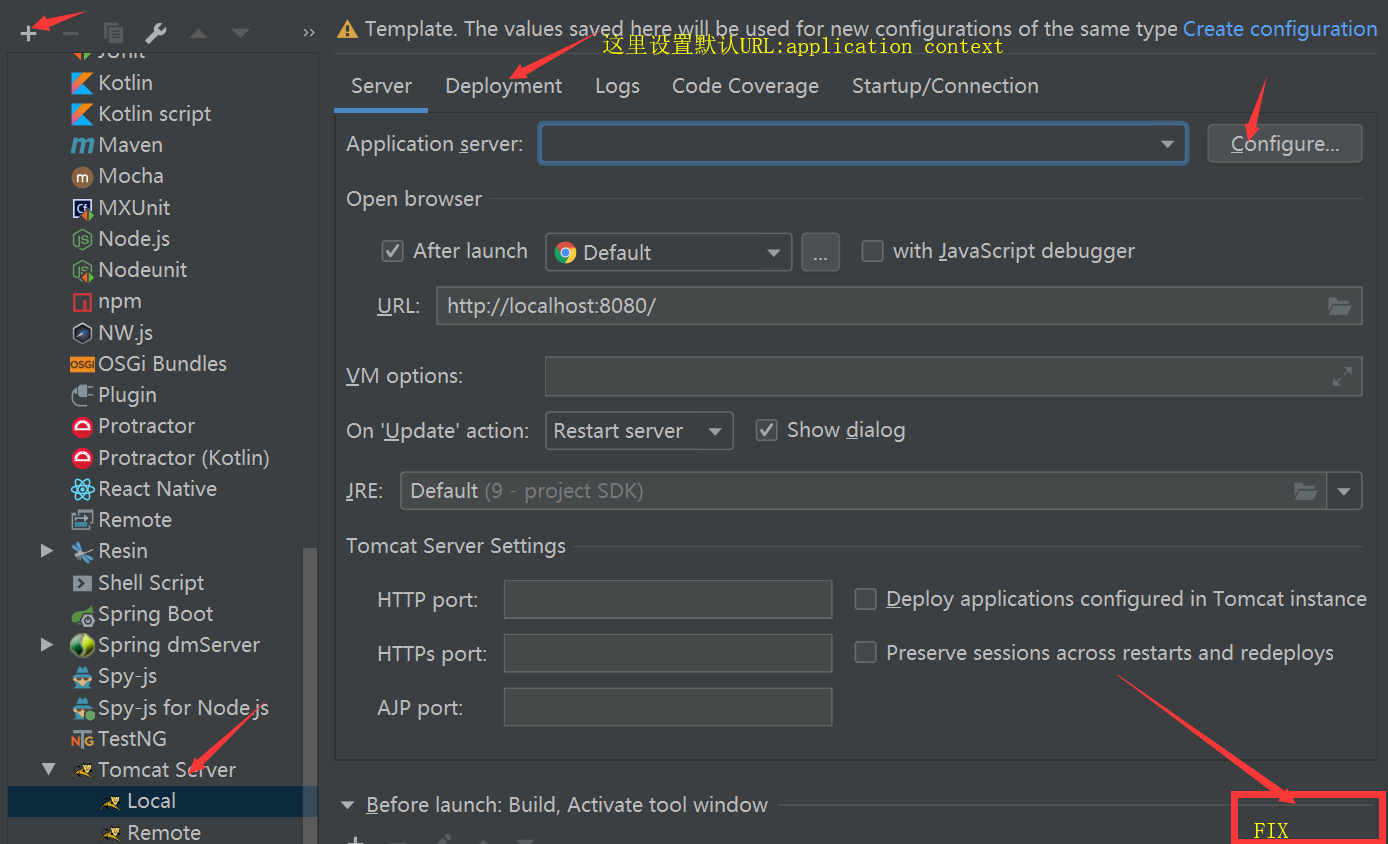 »
Template. The values saved here will be used for new configurations of the same type Create configuration
这里设置默认URL:application context
JUnit
Kotlin
Kotlin script
Maven
Mocha
MXUnit
Node.js
Nodeunit
npm
NW.js
OSGi Bundles
Plugin
Protractor
Protractor (Kotlin)
React Native
Remote
Resin
Shell Script
Spring Boot
Spring dmServer
Spy-js
Spy-js for Node.js
TestNG
Tomcat Server
Local
Remote
Server Deployment Logs Code Coverage Startup/Connection
Application server: Configure...
Open browser
After launch Default ... with JavaScript debugger
URL: http://localhost:8080/
VM options:
On 'Update' action: Restart server Show dialog
JRE: Default (9 - project SDK)
Tomcat Server Settings
HTTP port: Deploy applications configured in Tomcat instance
HTTPs port: Preserve sessions across restarts and redeploys
AJP port:
Before launch: Build, Activate tool window
FIX